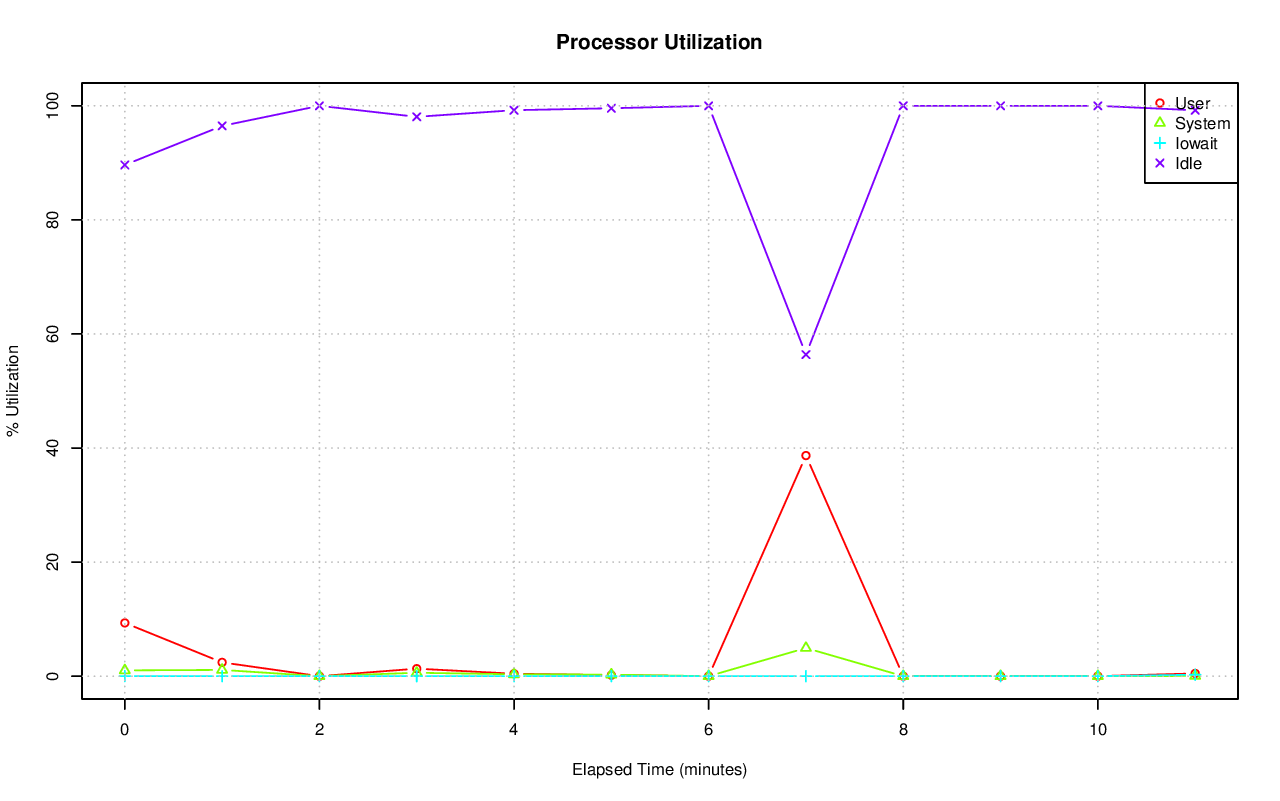 Processor Utilization
% Utilization
100
80
60
40
20
0
User
System
Iowait
Idle
0 2 4 6 8 10
Elapsed Time (minutes)